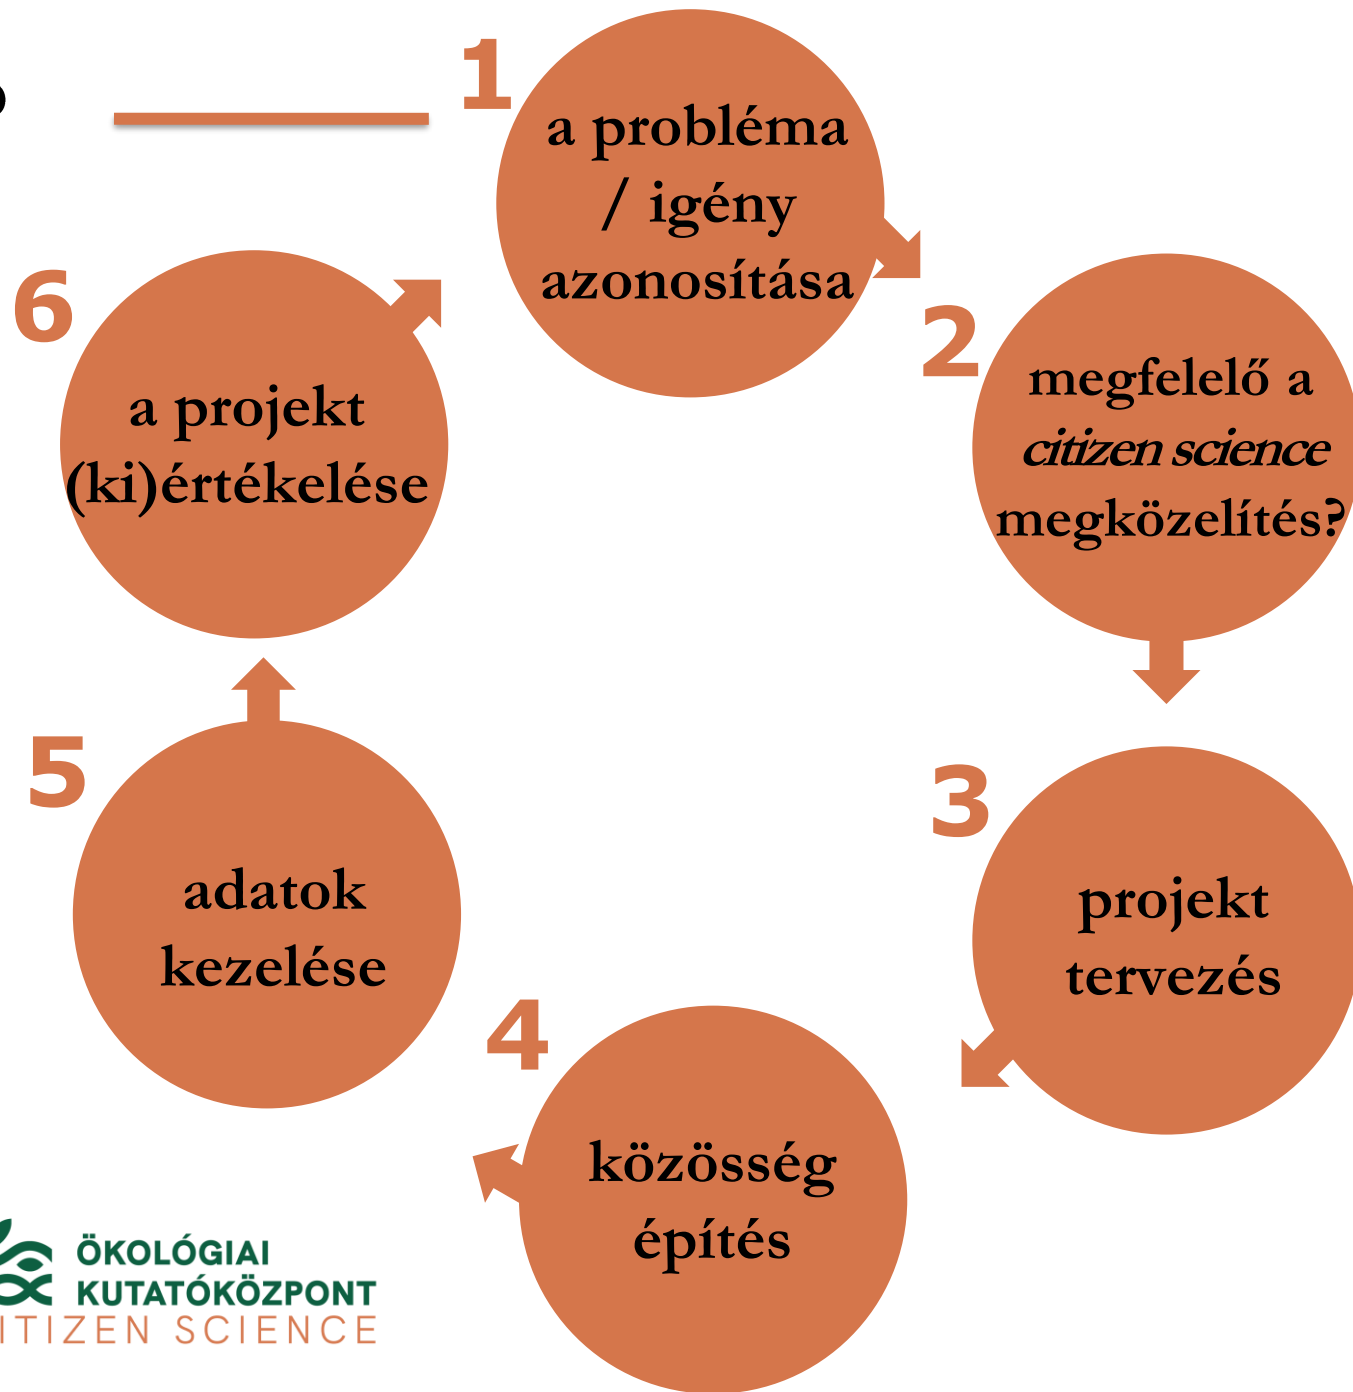 1
a probléma
/ igény
azonosítása
2
megfelelő a
citizen science
megközelítés?
3
projekt
tervezés
4
közösség
építés
5
adatok
kezelése
6
a projekt
(ki)értékelése
ÖKOLÓGIAI
KUTATÓKÖZPONT
ITIZEN SCIENCE